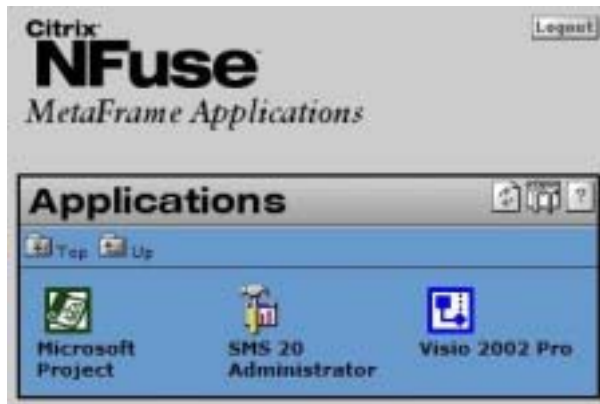 Citrix
NFuse
MetaFrame Applications
Logout
Applications
?
Top Up
Microsoft
Project
SMS 20
Administrator
Visio 2002 Pro